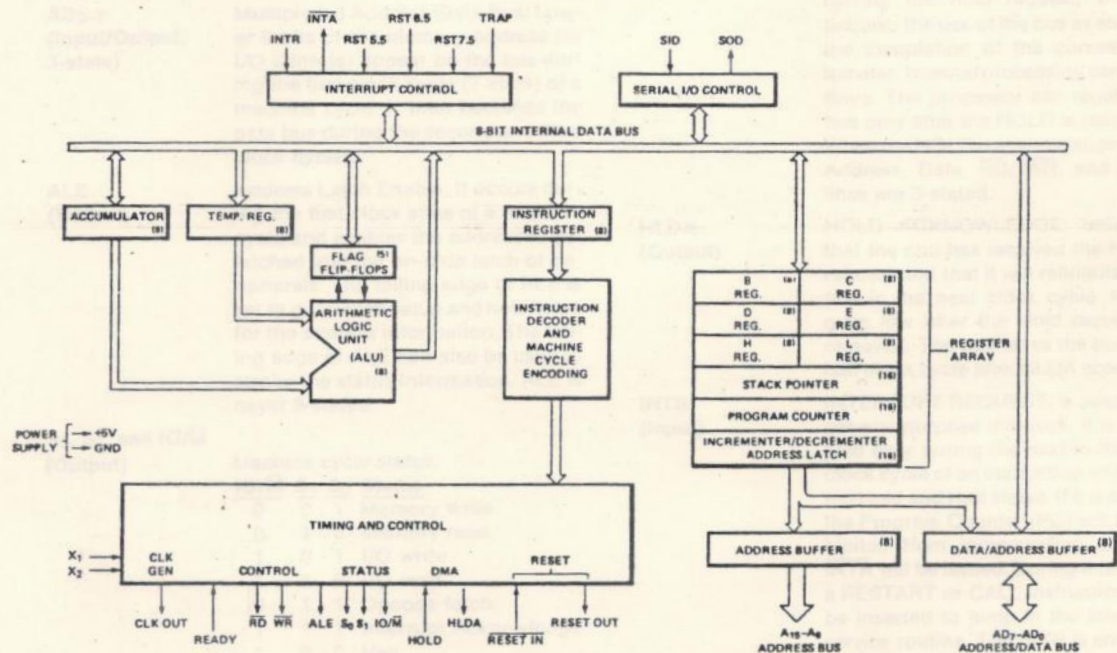 INTA RST 6.5 TRAP
INTR RST 5.5 RST 7.5
SID SOD
INTERRUPT CONTROL
SERIAL I/O CONTROL
8-BIT INTERNAL DATA BUS
ACCUMULATOR
(8)
TEMP. REG.
(8)
(5)
FLAG
FLIP-FLOPS
ARITHMETIC
LOGIC
UNIT
(ALU)
(8)
INSTRUCTION
REGISTER (8)
INSTRUCTION
DECODER
AND
MACHINE
CYCLE
ENCODING
B (8) C (8)
REG. REG.
D (8) E (8)
REG. REG.
H (8) L (8)
REG. REG.
STACK POINTER (16)
PROGRAM COUNTER (16)
INCREMENTER/DECREMENTER
ADDRESS LATCH (16)
REGISTER
ARRAY
POWER
SUPPLY
+5V
GND
TIMING AND CONTROL
X1
X2
CLK
GEN
CONTROL STATUS DMA
RESET
CLK OUT
READY
RD WR ALE S0 S1 IO/M
HOLD
HLDA
RESET IN
RESET OUT
ADDRESS BUFFER (8)
DATA/ADDRESS BUFFER (8)
A15–A8
ADDRESS BUS
AD7–AD0
ADDRESS/DATA BUS